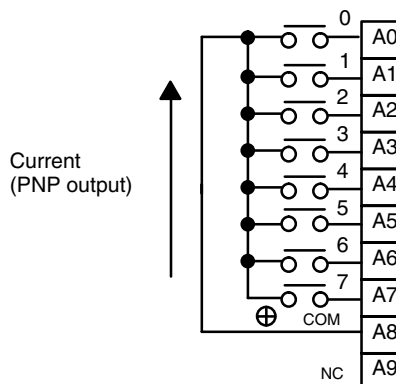 0 A0
1 A1
2 A2
3 A3
4 A4
5 A5
6 A6
7 A7
Current
(PNP output)
COM A8
NC A9